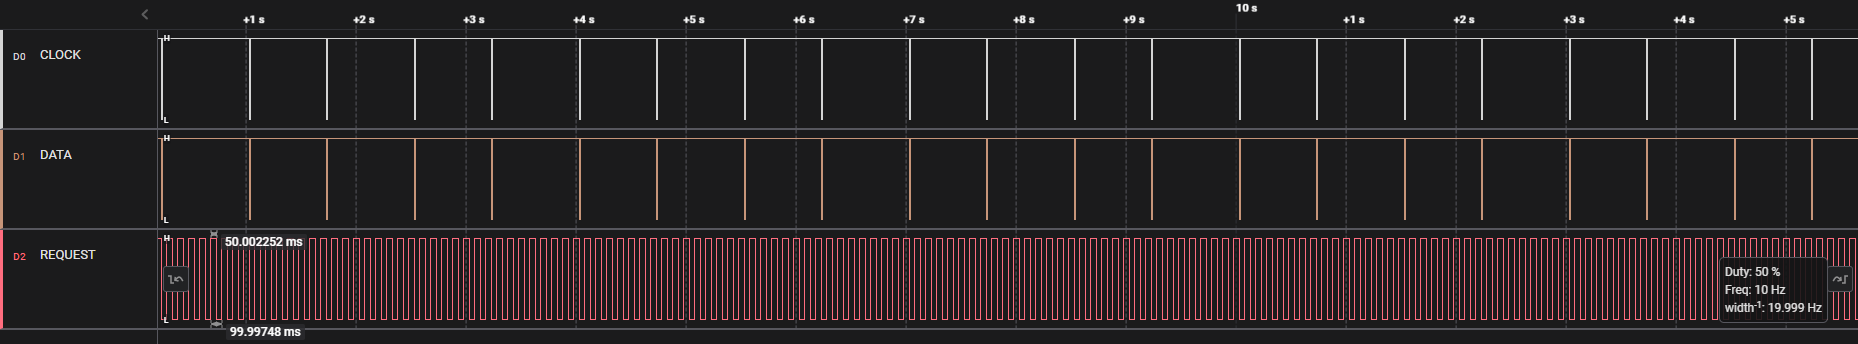 10 s
+1 s +2 s +3 s +4 s +5 s +6 s +7 s +8 s +9 s +1 s +2 s +3 s +4 s +5 s
D0 CLOCK
H
L
D1 DATA
H
L
D2 REQUEST
H
L
50.002252 ms
99.99748 ms
Duty: 50 %
Freq: 10 Hz
width⁻¹: 19.999 Hz